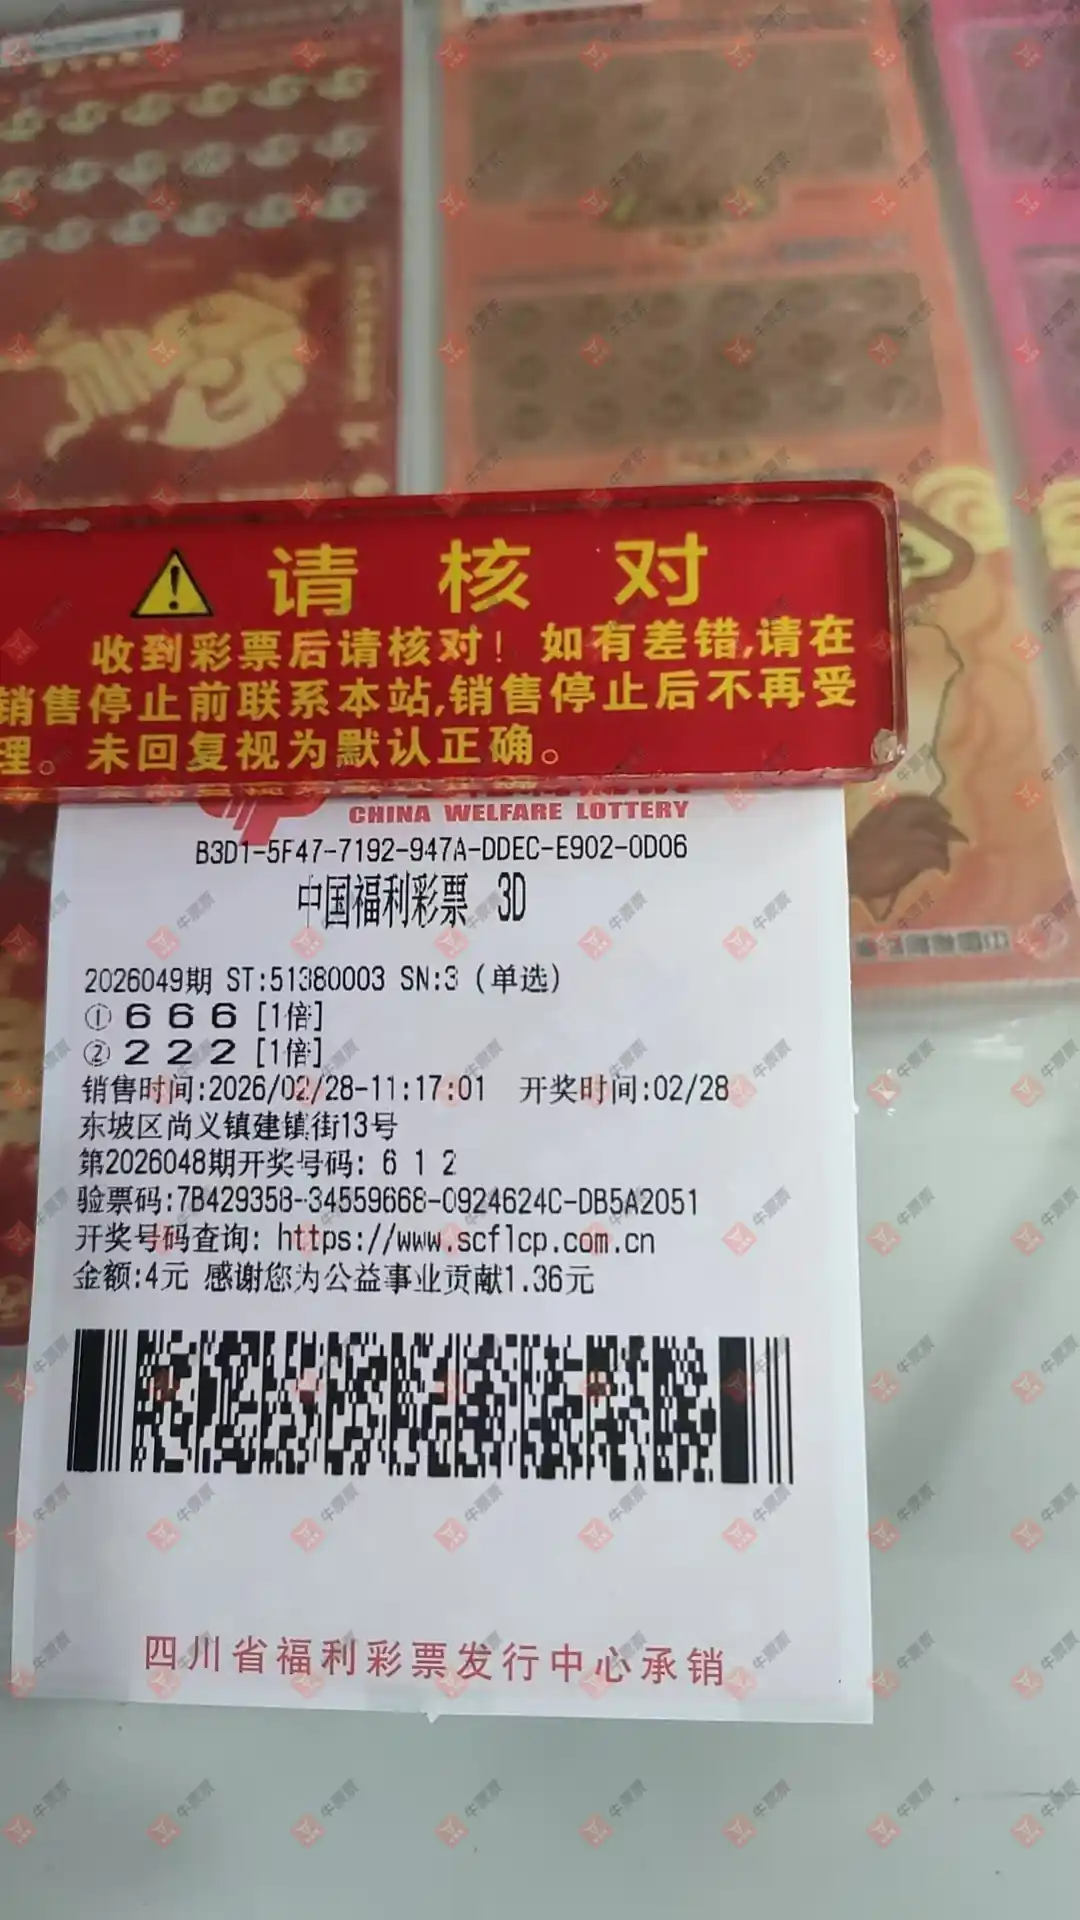 请核对
收到彩票后请核对！如有差错,请在
销售停止前联系本站,销售停止后不再受
理。未回复视为默认正确。
CHINA WELFARE LOTTERY
B3D1-5F47-7192-947A-DDEC-E902-0D06
中国福利彩票 3D
2026049期 ST:51380003 SN:3 (单选)
① 6 6 6 [1倍]
② 2 2 2 [1倍]
销售时间:2026/02/28-11:17:01 开奖时间:02/28
东坡区尚义镇建镇街13号
第2026048期开奖号码: 6 1 2
验票码:7B429358-34559668-0924624C-DB5A2051
开奖号码查询: https://www.scflcp.com.cn
金额:4元 感谢您为公益事业贡献1.36元
四川省福利彩票发行中心承销
牛票票